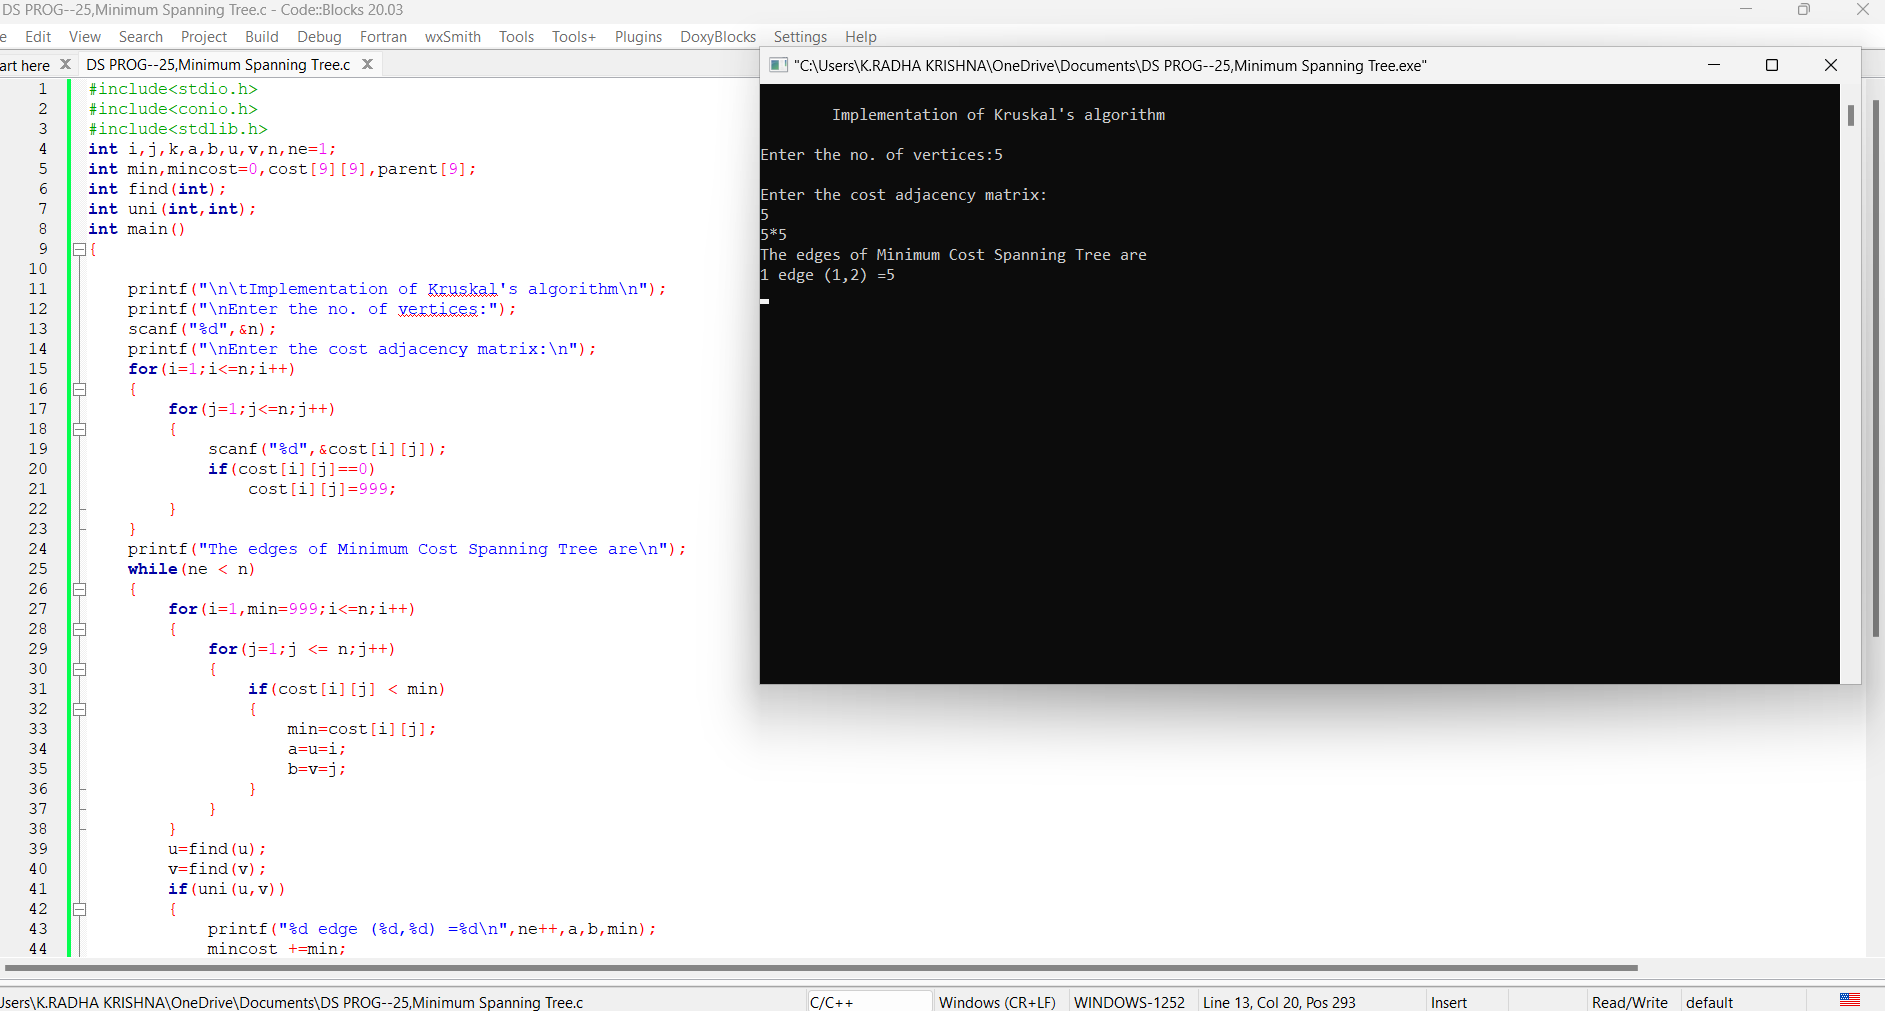 DS PROG--25,Minimum Spanning Tree.c - Code::Blocks 20.03
e Edit View Search Project Build Debug Fortran wxSmith Tools Tools+ Plugins DoxyBlocks Settings Help
art here
DS PROG--25,Minimum Spanning Tree.c
1 #include<stdio.h>
2 #include<conio.h>
3 #include<stdlib.h>
4 int i,j,k,a,b,u,v,n,ne=1;
5 int min,mincost=0,cost[9][9],parent[9];
6 int find(int);
7 int uni(int,int);
8 int main()
9 {
10
11 printf("\n\tImplementation of Kruskal's algorithm\n");
12 printf("\nEnter the no. of vertices:");
13 scanf("%d",&n);
14 printf("\nEnter the cost adjacency matrix:\n");
15 for(i=1;i<=n;i++)
16 {
17 for(j=1;j<=n;j++)
18 {
19 scanf("%d",&cost[i][j]);
20 if(cost[i][j]==0)
21 cost[i][j]=999;
22 }
23 }
24 printf("The edges of Minimum Cost Spanning Tree are\n");
25 while(ne < n)
26 {
27 for(i=1,min=999;i<=n;i++)
28 {
29 for(j=1;j <= n;j++)
30 {
31 if(cost[i][j] < min)
32 {
33 min=cost[i][j];
34 a=u=i;
35 b=v=j;
36 }
37 }
38 }
39 u=find(u);
40 v=find(v);
41 if(uni(u,v))
42 {
43 printf("%d edge (%d,%d) =%d\n",ne++,a,b,min);
44 mincost +=min;
"C:\Users\K.RADHA KRISHNA\OneDrive\Documents\DS PROG--25,Minimum Spanning Tree.exe"
Implementation of Kruskal's algorithm
Enter the no. of vertices:5
Enter the cost adjacency matrix:
5
5*5
The edges of Minimum Cost Spanning Tree are
1 edge (1,2) =5
Jsers\K.RADHA KRISHNA\OneDrive\Documents\DS PROG--25,Minimum Spanning Tree.c C/C++ Windows (CR+LF) WINDOWS-1252 Line 13, Col 20, Pos 293 Insert Read/Write default